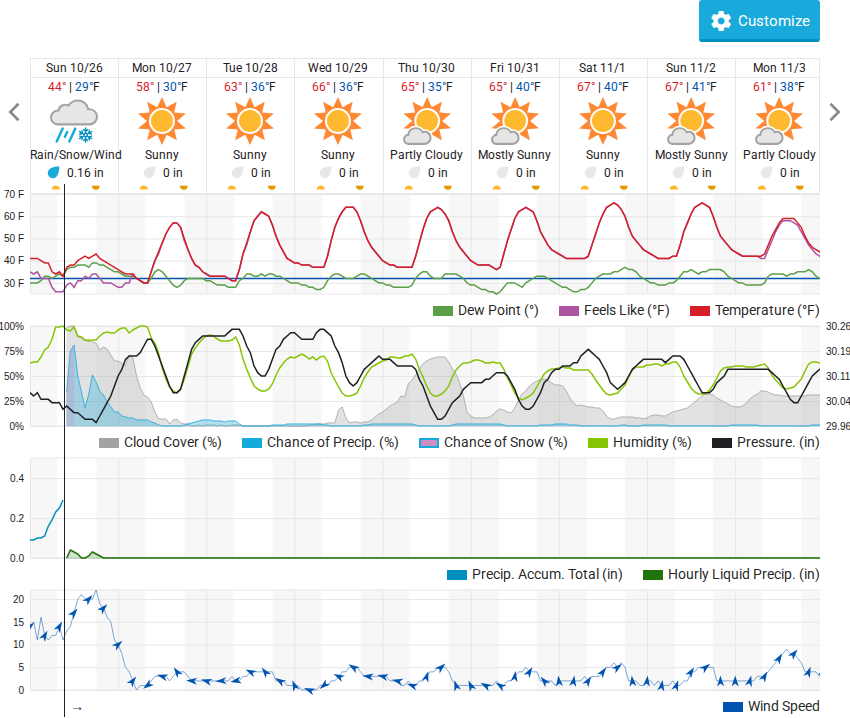 Customize
Sun 10/26 Mon 10/27 Tue 10/28 Wed 10/29 Thu 10/30 Fri 10/31 Sat 11/1 Sun 11/2 Mon 11/3
44° | 29°F 58° | 30°F 63° | 36°F 66° | 36°F 65° | 35°F 65° | 40°F 67° | 40°F 67° | 41°F 61° | 38°F
Rain/Snow/Wind Sunny Sunny Sunny Partly Cloudy Mostly Sunny Sunny Mostly Sunny Partly Cloudy
0.16 in 0 in 0 in 0 in 0 in 0 in 0 in 0 in 0 in
70 F
60 F
50 F
40 F
30 F
Dew Point (°) Feels Like (°F) Temperature (°F)
100% 30.26
75% 30.19
50% 30.11
25% 30.04
0% 29.96
Cloud Cover (%) Chance of Precip. (%) Chance of Snow (%) Humidity (%) Pressure. (in)
0.4
0.2
0.0
Precip. Accum. Total (in) Hourly Liquid Precip. (in)
20
15
10
5
0
→
Wind Speed